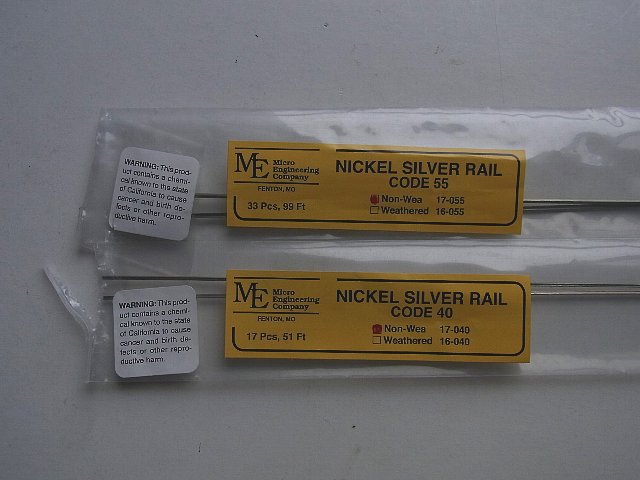 WARNING: This prod-
uct contains a chemi-
cal known to the state
of California to cause
cancer and birth de-
fects or other repro-
ductive harm.
ME Micro
Engineering
Company
FENTON, MO
33 Pcs, 99 Ft
NICKEL SILVER RAIL
CODE 55
Non-Wea 17-055
Weathered 16-055
WARNING: This prod-
uct contains a chemi-
cal known to the state
of California to cause
cancer and birth de-
fects or other repro-
ductive harm.
ME Micro
Engineering
Company
FENTON, MO
17 Pcs, 51 Ft
NICKEL SILVER RAIL
CODE 40
Non-Wea 17-040
Weathered 16-040